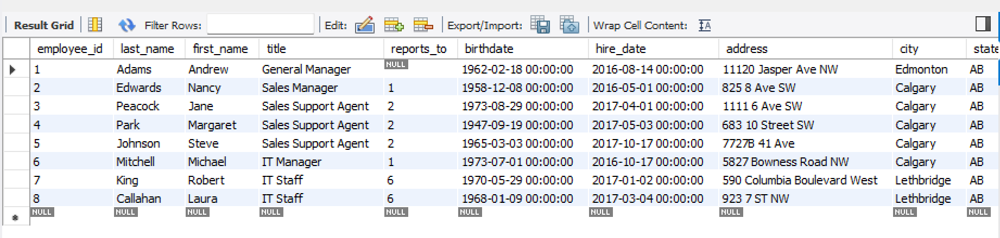 Result Grid Filter Rows: Edit: Export/Import: Wrap Cell Content: IA
employee_id last_name first_name title reports_to birthdate hire_date address city state
1 Adams Andrew General Manager NULL 1962-02-18 00:00:00 2016-08-14 00:00:00 11120 Jasper Ave NW Edmonton AB
2 Edwards Nancy Sales Manager 1 1958-12-08 00:00:00 2016-05-01 00:00:00 825 8 Ave SW Calgary AB
3 Peacock Jane Sales Support Agent 2 1973-08-29 00:00:00 2017-04-01 00:00:00 1111 6 Ave SW Calgary AB
4 Park Margaret Sales Support Agent 2 1947-09-19 00:00:00 2017-05-03 00:00:00 683 10 Street SW Calgary AB
5 Johnson Steve Sales Support Agent 2 1965-03-03 00:00:00 2017-10-17 00:00:00 7727B 41 Ave Calgary AB
6 Mitchell Michael IT Manager 1 1973-07-01 00:00:00 2016-10-17 00:00:00 5827 Bowness Road NW Calgary AB
7 King Robert IT Staff 6 1970-05-29 00:00:00 2017-01-02 00:00:00 590 Columbia Boulevard West Lethbridge AB
8 Callahan Laura IT Staff 6 1968-01-09 00:00:00 2017-03-04 00:00:00 923 7 ST NW Lethbridge AB
NULL NULL NULL NULL NULL NULL NULL NULL NULL NULL